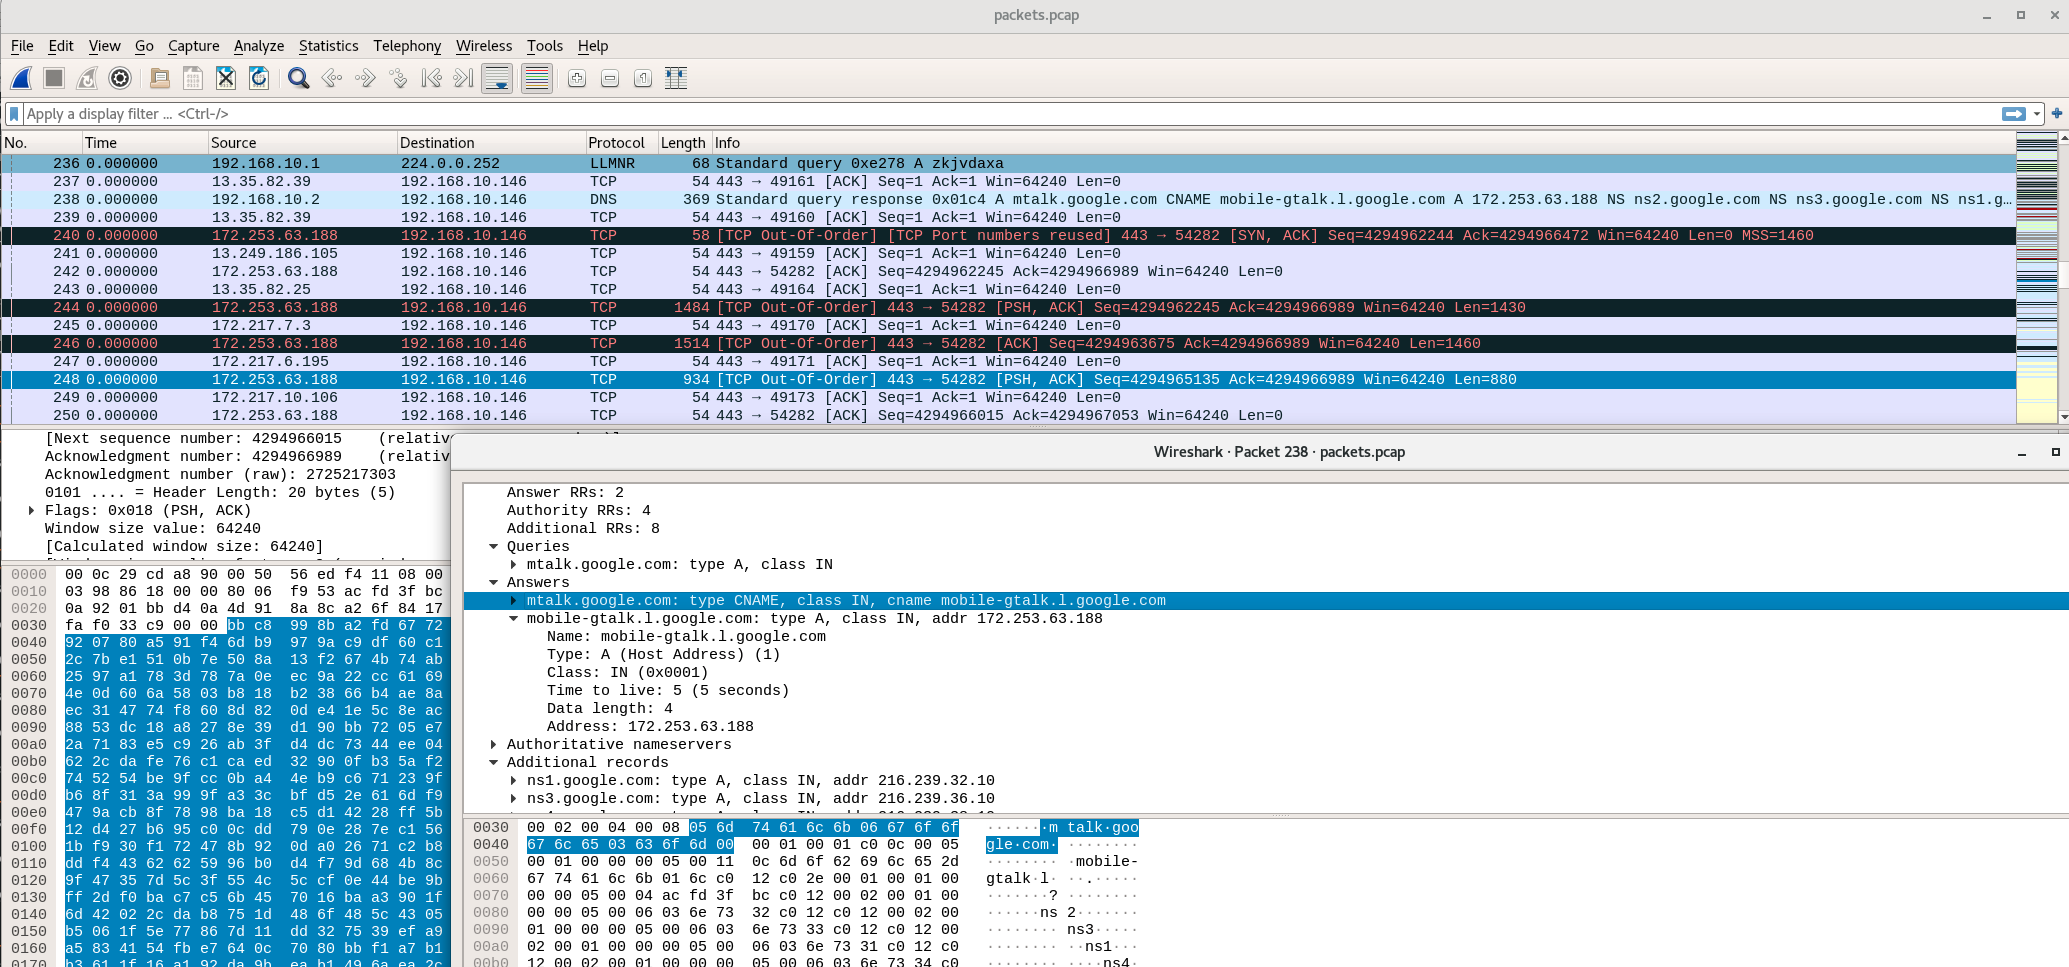 packets.pcap
File Edit View Go Capture Analyze Statistics Telephony Wireless Tools Help
Apply a display filter ... <Ctrl-/>
No. Time Source Destination Protocol Length Info
236 0.000000 192.168.10.1 224.0.0.252 LLMNR 68 Standard query 0xe278 A zkjvdaxa
237 0.000000 13.35.82.39 192.168.10.146 TCP 54 443 → 49161 [ACK] Seq=1 Ack=1 Win=64240 Len=0
238 0.000000 192.168.10.2 192.168.10.146 DNS 369 Standard query response 0x01c4 A mtalk.google.com CNAME mobile-gtalk.l.google.com A 172.253.63.188 NS ns2.google.com NS ns3.google.com NS ns1.g…
239 0.000000 13.35.82.39 192.168.10.146 TCP 54 443 → 49160 [ACK] Seq=1 Ack=1 Win=64240 Len=0
240 0.000000 172.253.63.188 192.168.10.146 TCP 58 [TCP Out-Of-Order] [TCP Port numbers reused] 443 → 54282 [SYN, ACK] Seq=4294962244 Ack=4294966472 Win=64240 Len=0 MSS=1460
241 0.000000 13.249.186.105 192.168.10.146 TCP 54 443 → 49159 [ACK] Seq=1 Ack=1 Win=64240 Len=0
242 0.000000 172.253.63.188 192.168.10.146 TCP 54 443 → 54282 [ACK] Seq=4294962245 Ack=4294966989 Win=64240 Len=0
243 0.000000 13.35.82.25 192.168.10.146 TCP 54 443 → 49164 [ACK] Seq=1 Ack=1 Win=64240 Len=0
244 0.000000 172.253.63.188 192.168.10.146 TCP 1484 [TCP Out-Of-Order] 443 → 54282 [PSH, ACK] Seq=4294962245 Ack=4294966989 Win=64240 Len=1430
245 0.000000 172.217.7.3 192.168.10.146 TCP 54 443 → 49170 [ACK] Seq=1 Ack=1 Win=64240 Len=0
246 0.000000 172.253.63.188 192.168.10.146 TCP 1514 [TCP Out-Of-Order] 443 → 54282 [ACK] Seq=4294963675 Ack=4294966989 Win=64240 Len=1460
247 0.000000 172.217.6.195 192.168.10.146 TCP 54 443 → 49171 [ACK] Seq=1 Ack=1 Win=64240 Len=0
248 0.000000 172.253.63.188 192.168.10.146 TCP 934 [TCP Out-Of-Order] 443 → 54282 [PSH, ACK] Seq=4294965135 Ack=4294966989 Win=64240 Len=880
249 0.000000 172.217.10.106 192.168.10.146 TCP 54 443 → 49173 [ACK] Seq=1 Ack=1 Win=64240 Len=0
250 0.000000 172.253.63.188 192.168.10.146 TCP 54 443 → 54282 [ACK] Seq=4294966015 Ack=4294967053 Win=64240 Len=0
[Next sequence number: 4294966015 (relativ
Acknowledgment number: 4294966989 (relativ
Acknowledgment number (raw): 2725217303
0101 .... = Header Length: 20 bytes (5)
Flags: 0x018 (PSH, ACK)
Window size value: 64240
[Calculated window size: 64240]
0000 00 0c 29 cd a8 90 00 50 56 ed f4 11 08 00
0010 03 98 86 18 00 00 80 06 f9 53 ac fd 3f bc
0020 0a 92 01 bb d4 0a 4d 91 8a 8c a2 6f 84 17
0030 fa f0 33 c9 00 00 bb c8 99 8b a2 fd 67 72
0040 92 07 80 a5 91 f4 6d b9 97 9a c9 df 60 c1
0050 2c 7b e1 51 0b 7e 50 8a 13 f2 67 4b 74 ab
0060 25 97 a1 78 3d 78 7a 0e ec 9a 22 cc 61 69
0070 4e 0d 60 6a 58 03 b8 18 b2 38 66 b4 ae 8a
0080 ec 31 47 74 f8 60 8d 82 0d e4 1e 5c 8e ac
0090 88 53 dc 18 a8 27 8e 39 d1 90 bb 72 05 e7
00a0 2a 71 83 e5 c9 26 ab 3f d4 dc 73 44 ee 04
00b0 62 2c da fe 76 c1 ca ed 32 90 0f b3 5a f2
00c0 74 52 54 be 9f cc 0b a4 4e b9 c6 71 23 9f
00d0 b6 8f 31 3a 99 9f a3 3c bf d5 2e 61 6d f9
00e0 47 9a cb 8f 78 98 ba 18 c5 d1 42 28 ff 5b
00f0 12 d4 27 b6 95 c0 0c dd 79 0e 28 7e c1 56
0100 1b f9 30 f1 72 47 8b 92 0d a0 26 71 c2 b8
0110 dd f4 43 62 62 59 96 b0 d4 f7 9d 68 4b 8c
0120 9f 47 35 7d 5c 3f 55 4c 5c cf 0e 44 be 9b
0130 ff 2d f0 ba c7 c5 6b 45 70 16 ba a3 90 1f
0140 6d 42 02 2c da b8 75 1d 48 6f 48 5c 43 05
0150 b5 06 1f 5e 77 86 7d 11 dd 32 75 39 ef a9
0160 a5 83 41 54 fb e7 64 0c 70 80 bb f1 a7 b1
0170 b3 61 1f 16 a1 92 da 9b ea b1 49 6a ea 2c
Wireshark · Packet 238 · packets.pcap
Answer RRs: 2
Authority RRs: 4
Additional RRs: 8
Queries
mtalk.google.com: type A, class IN
Answers
mtalk.google.com: type CNAME, class IN, cname mobile-gtalk.l.google.com
mobile-gtalk.l.google.com: type A, class IN, addr 172.253.63.188
Name: mobile-gtalk.l.google.com
Type: A (Host Address) (1)
Class: IN (0x0001)
Time to live: 5 (5 seconds)
Data length: 4
Address: 172.253.63.188
Authoritative nameservers
Additional records
ns1.google.com: type A, class IN, addr 216.239.32.10
ns3.google.com: type A, class IN, addr 216.239.36.10
0030 00 02 00 04 00 08 05 6d 74 61 6c 6b 06 67 6f 6f ·······m talk·goo
0040 67 6c 65 03 63 6f 6d 00 00 01 00 01 c0 0c 00 05 gle·com· ········
0050 00 01 00 00 00 05 00 11 0c 6d 6f 62 69 6c 65 2d ········ ·mobile-
0060 67 74 61 6c 6b 01 6c c0 12 c0 2e 00 01 00 01 00 gtalk·l· ··.·····
0070 00 00 05 00 04 ac fd 3f bc c0 12 00 02 00 01 00 ·······? ········
0080 00 00 05 00 06 03 6e 73 32 c0 12 c0 12 00 02 00 ······ns 2·······
0090 01 00 00 00 05 00 06 03 6e 73 33 c0 12 c0 12 00 ········ ns3·····
00a0 02 00 01 00 00 00 05 00 06 03 6e 73 31 c0 12 c0 ········ ··ns1···
00b0 12 00 02 00 01 00 00 00 05 00 06 03 6e 73 34 c0 ········ ····ns4·